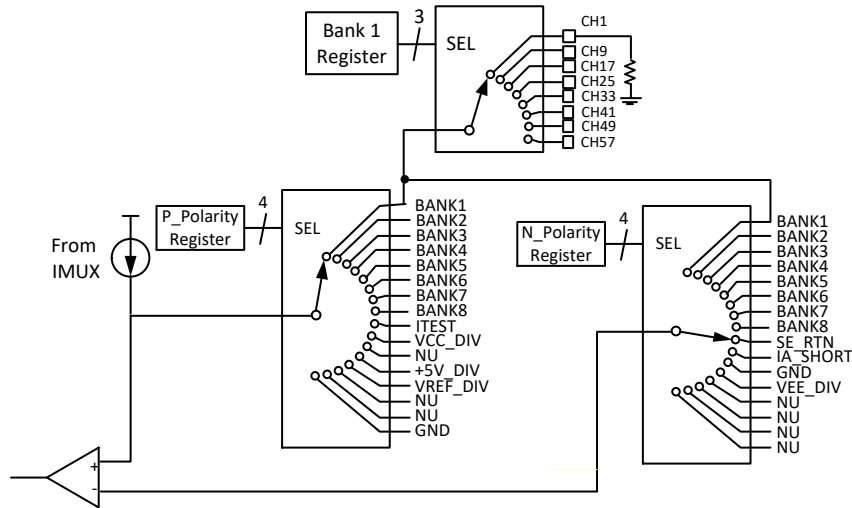 Bank 1
Register
3
SEL
CH1
CH9
CH17
CH25
CH33
CH41
CH49
CH57
From
IMUX
P_Polarity
Register
4
SEL
BANK1
BANK2
BANK3
BANK4
BANK5
BANK6
BANK7
BANK8
ITEST
VCC_DIV
NU
+5V_DIV
VREF_DIV
NU
NU
GND
N_Polarity
Register
4
SEL
BANK1
BANK2
BANK3
BANK4
BANK5
BANK6
BANK7
BANK8
SE_RTN
IA_SHORT
GND
VEE_DIV
NU
NU
NU
NU
+
-